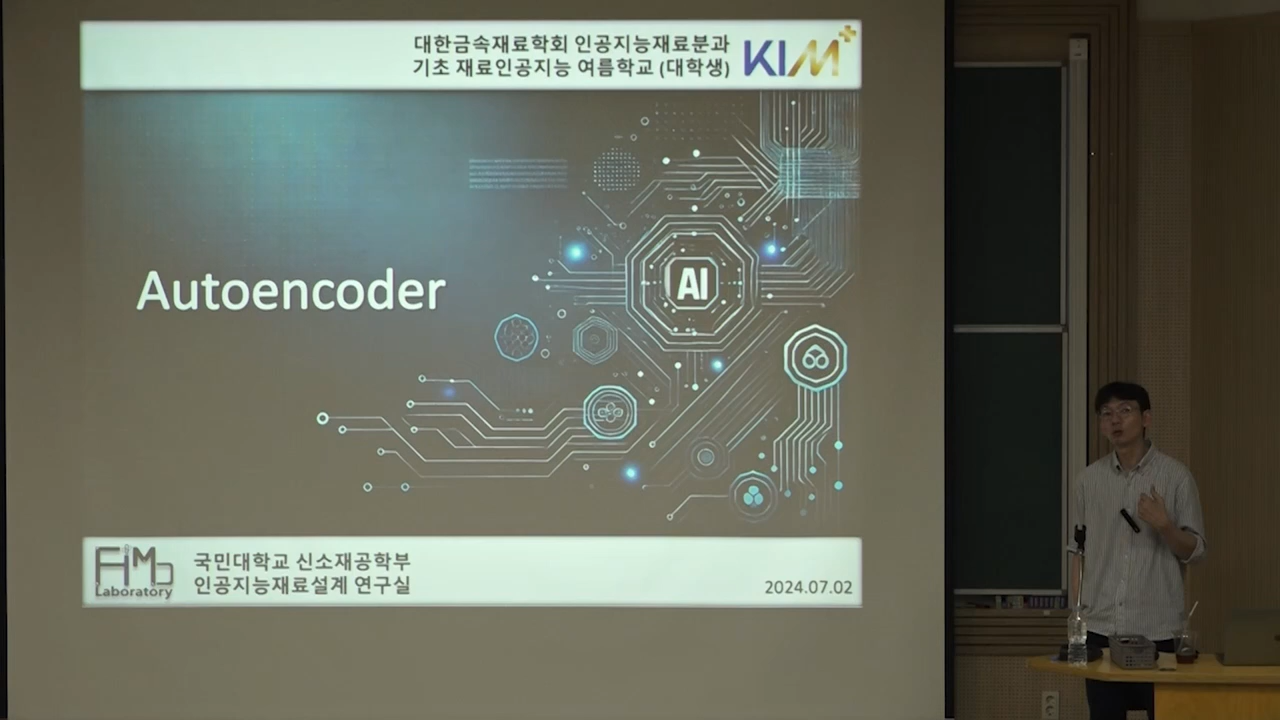 대한금속재료학회 인공지능재료분과
기초 재료인공지능 여름학교 (대학생)
KIM+
Autoencoder
AI
AIMD
Laboratory
국민대학교 신소재공학부
인공지능재료설계 연구실
2024.07.02